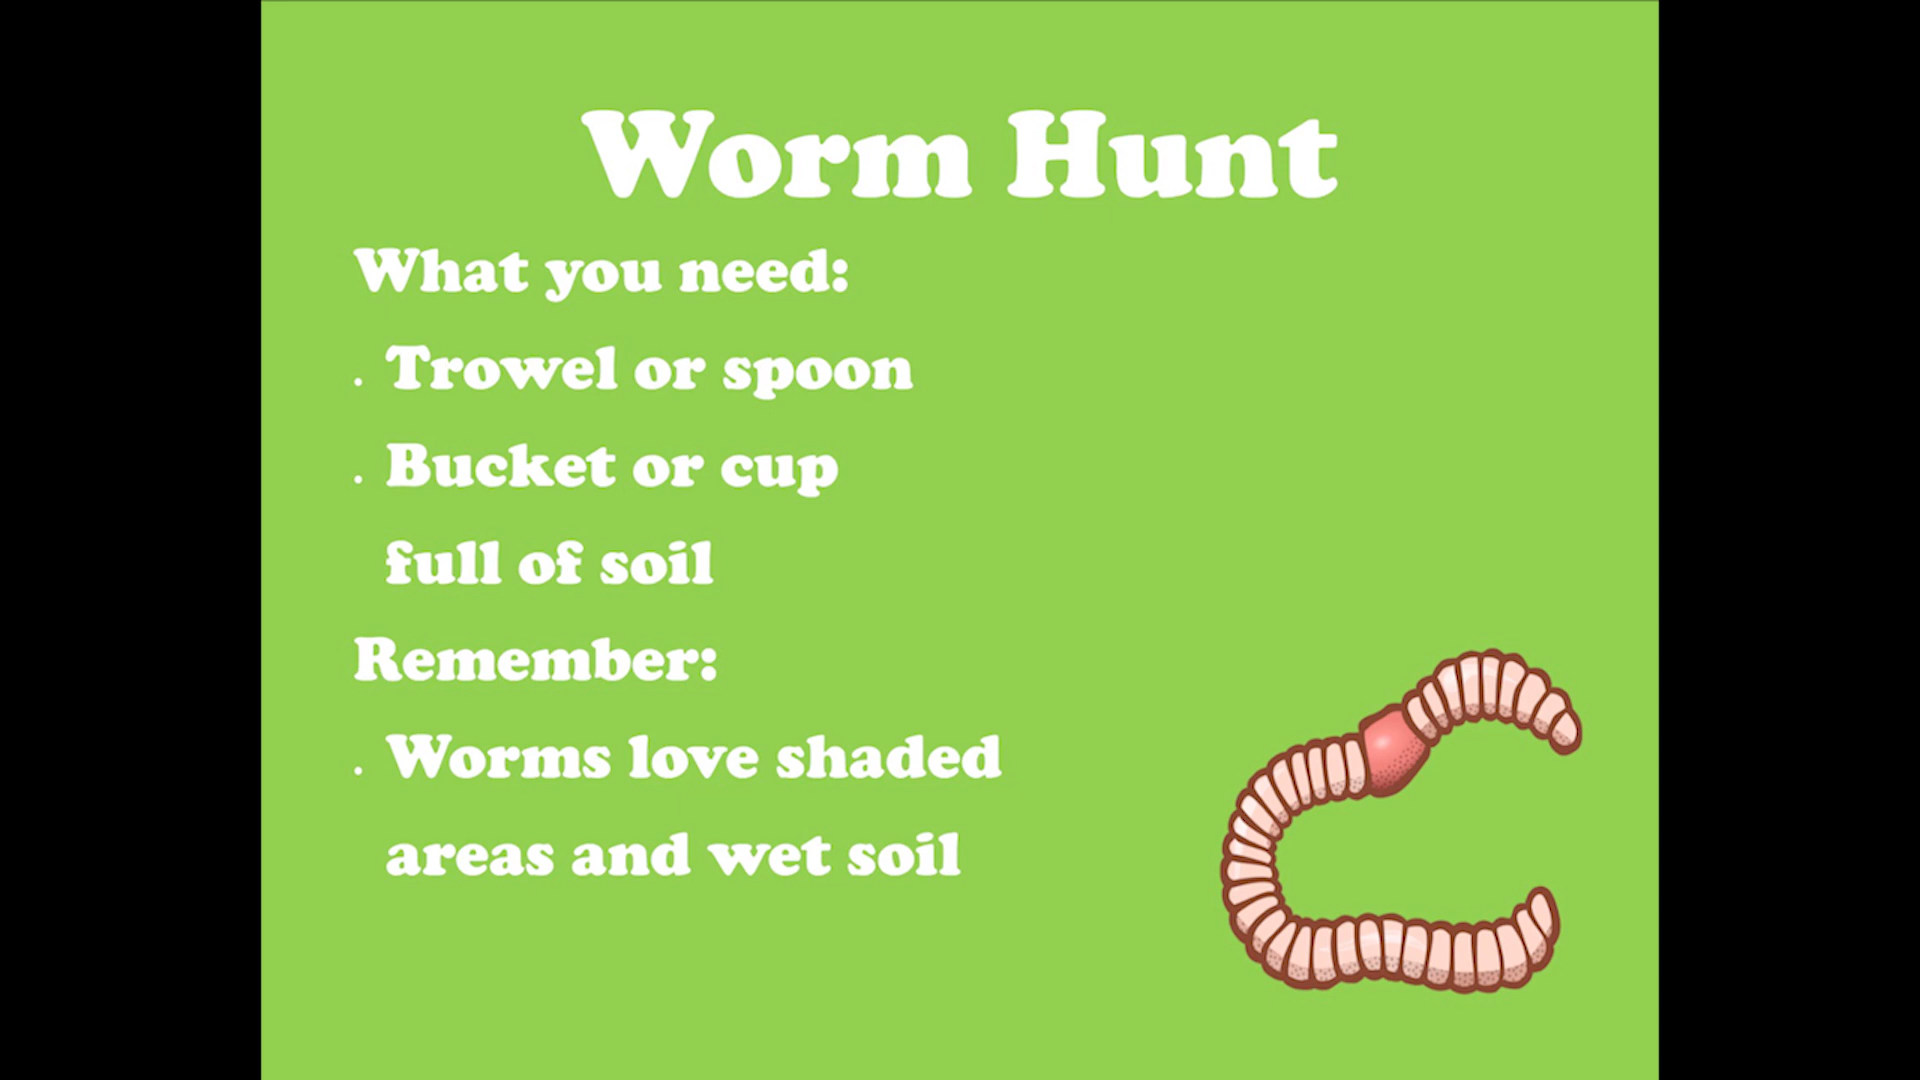 Worm Hunt
What you need:
. Trowel or spoon
. Bucket or cup
full of soil
Remember:
. Worms love shaded
areas and wet soil